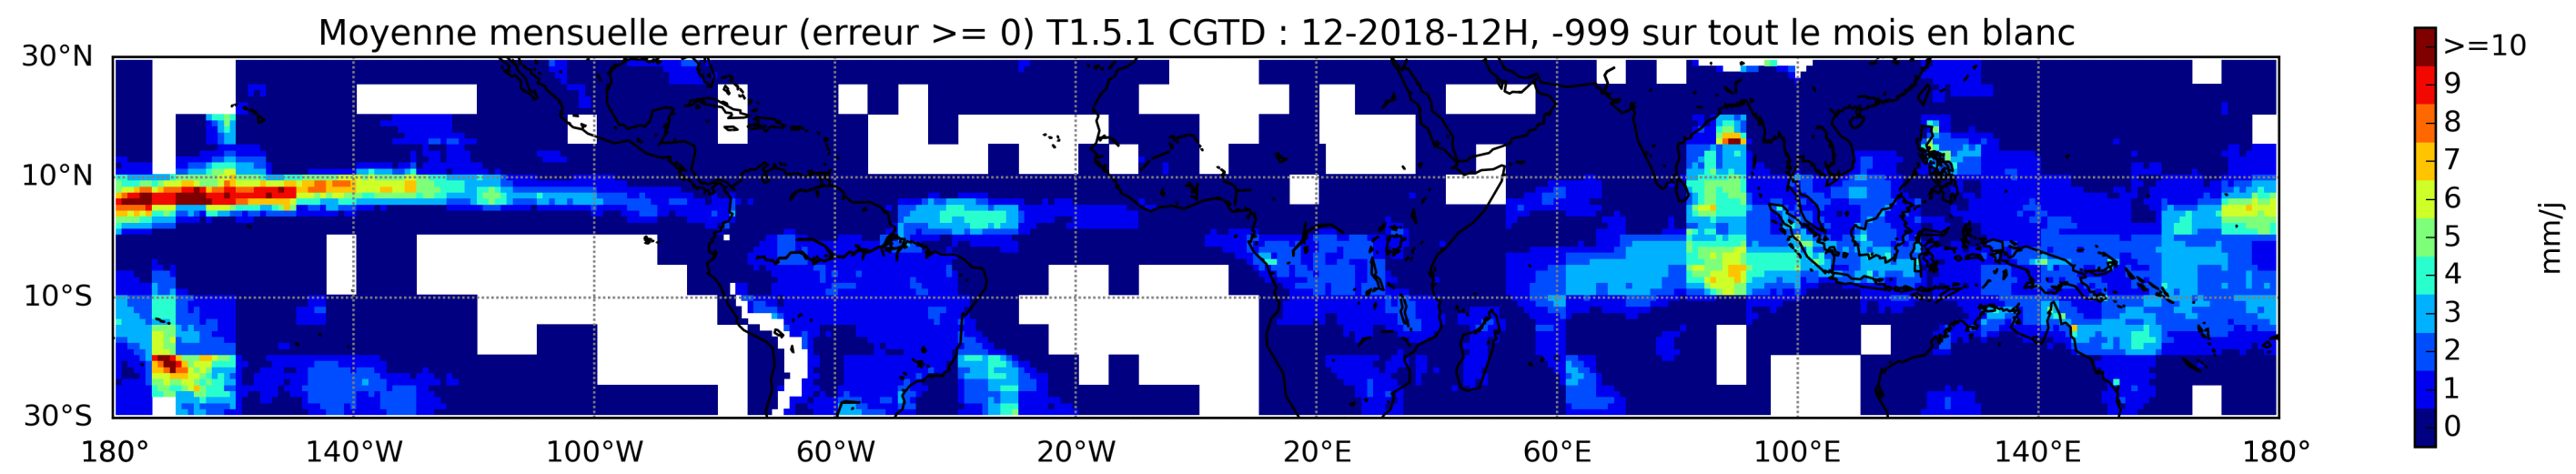 Moyenne mensuelle erreur (erreur >= 0) T1.5.1 CGTD : 12-2018-12H, -999 sur tout le mois en blanc
30°N
10°N
10°S
30°S
180° 140°W 100°W 60°W 20°W 20°E 60°E 100°E 140°E 180°
>=10
9
8
7
6
5
4
3
2
1
0
mm/j